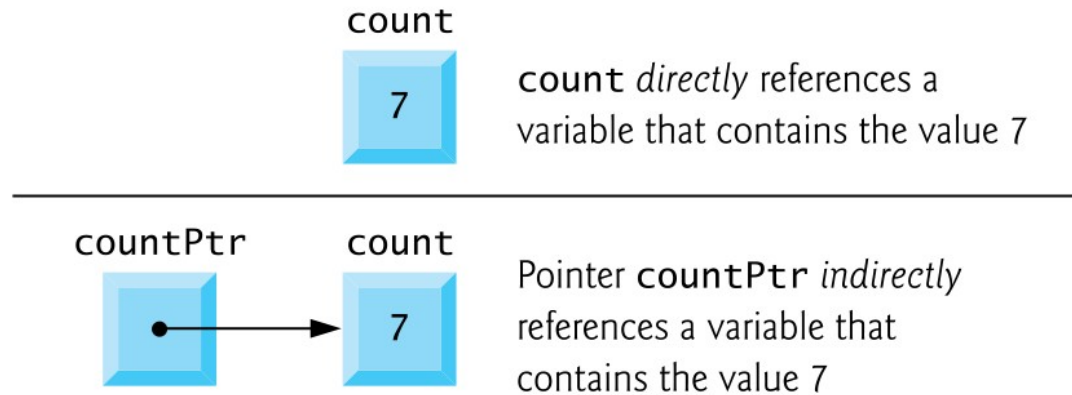 count
7
count directly references a
variable that contains the value 7
countPtr
count
7
Pointer countPtr indirectly
references a variable that
contains the value 7